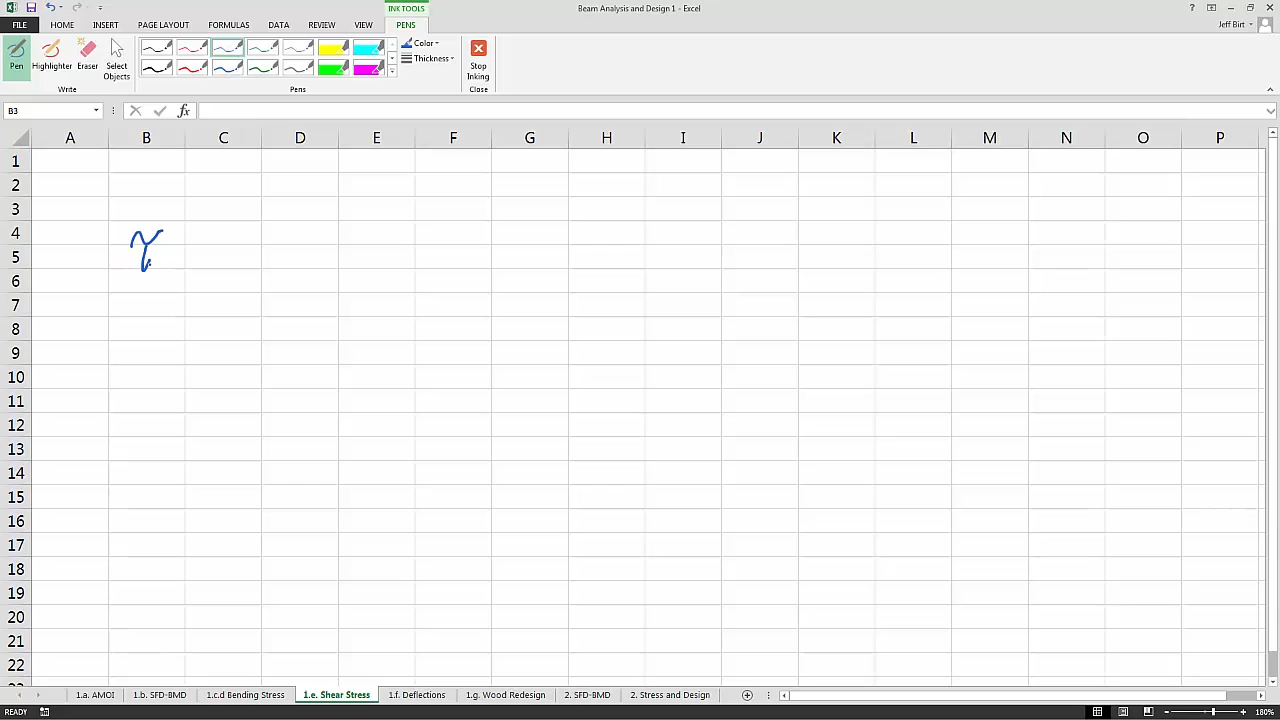 Beam Analysis and Design 1 - Excel
INK TOOLS
FILE HOME INSERT PAGE LAYOUT FORMULAS DATA REVIEW VIEW PENS
Jeff Birt
Pen Highlighter Eraser Select Objects
Color
Thickness
Stop Inking
Write Pens Close
B3 fx
A B C D E F G H I J K L M N O P
1
2
3
4
τ
5
6
7
8
9
10
11
12
13
14
15
16
17
18
19
20
21
22
1.a. AMOI 1.b. SFD-BMD 1.c.d Bending Stress 1.e. Shear Stress 1.f. Deflections 1.g. Wood Redesign 2. SFD-BMD 2. Stress and Design
READY 180%